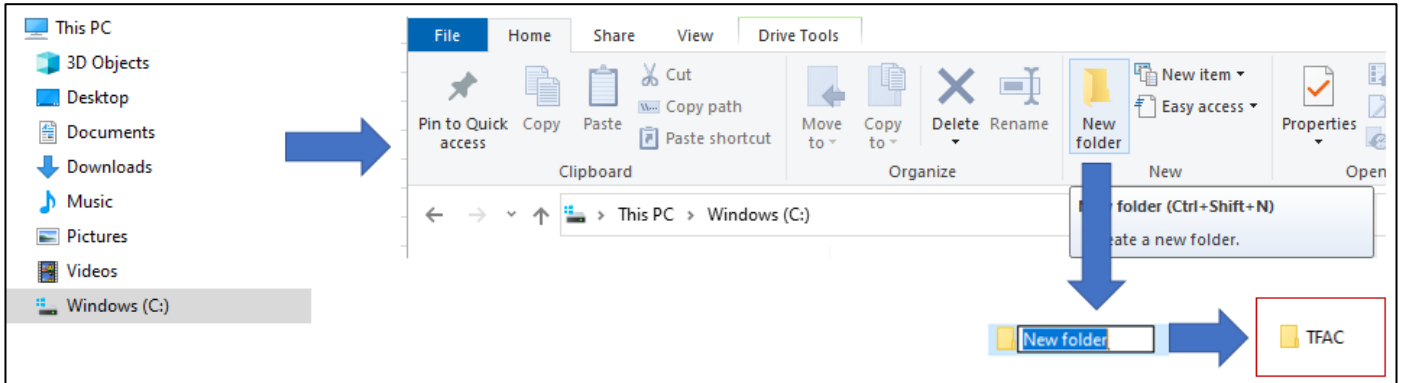 This PC
3D Objects
Desktop
Documents
Downloads
Music
Pictures
Videos
Windows (C:)
File Home Share View Drive Tools
Pin to Quick access
Copy
Paste
Cut
Copy path
Paste shortcut
Clipboard
Move to
Copy to
Delete
Rename
Organize
New folder
New item
Easy access
New
Properties
Open
This PC > Windows (C:)
folder (Ctrl+Shift+N)
a new folder.
New folder
TFAC